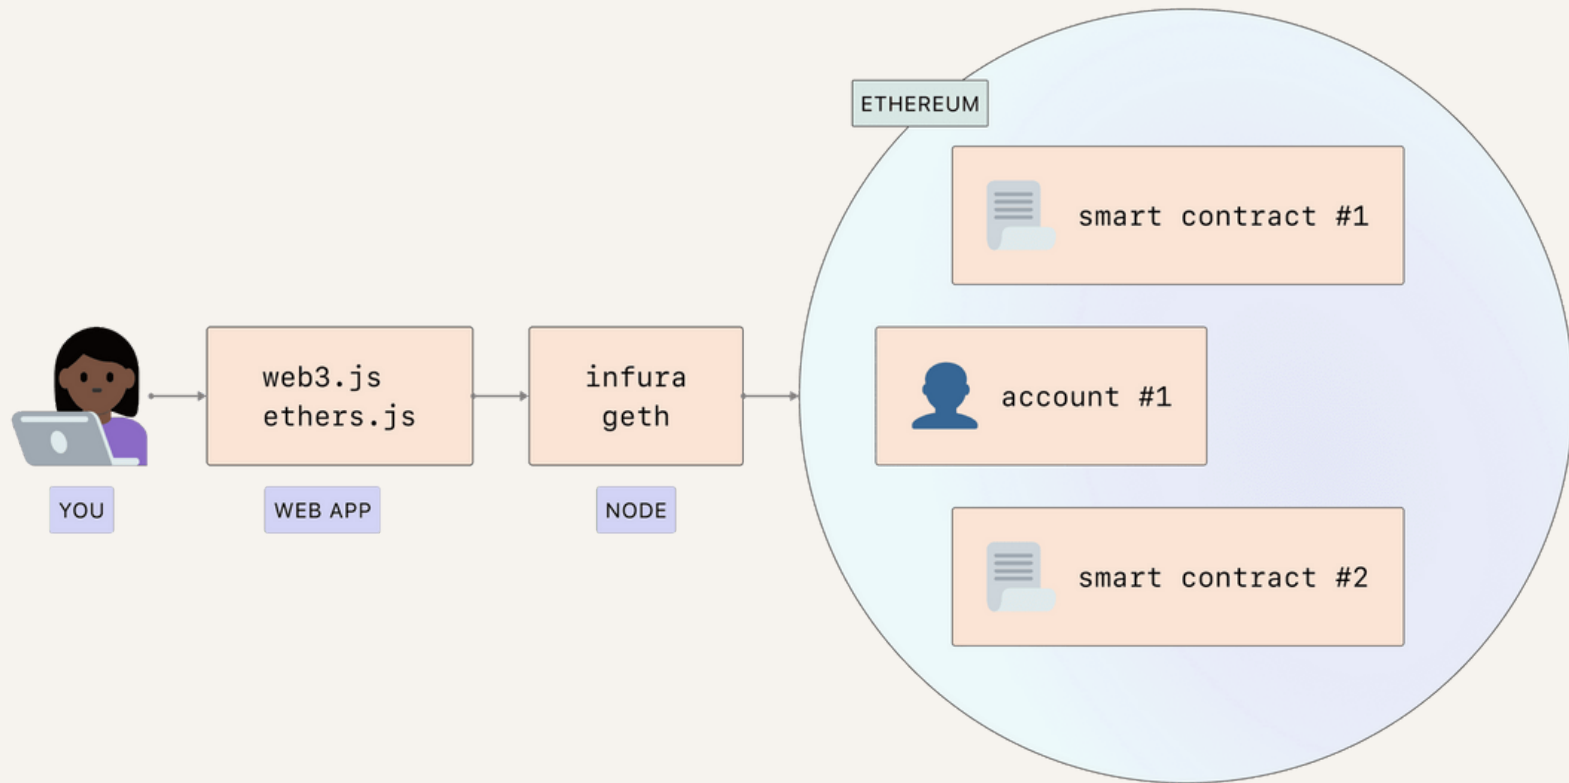 ETHEREUM
smart contract #1
web3.js
ethers.js
infura
geth
account #1
YOU
WEB APP
NODE
smart contract #2